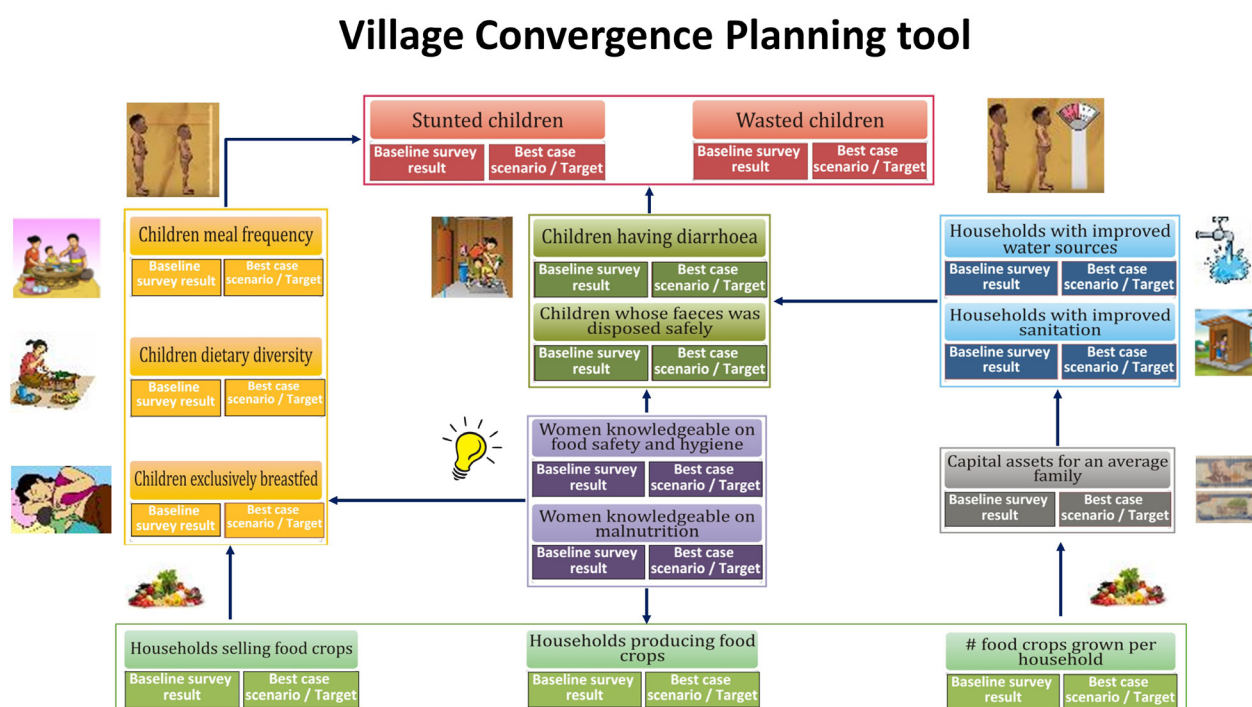 Village Convergence Planning tool
Stunted children
Wasted children
Baseline survey
result
Best case
scenario / Target
Baseline survey
result
Best case
scenario / Target
Children meal frequency
Baseline
survey result
Best case
scenario / Target
Children dietary diversity
Baseline
survey result
Best case
scenario / Target
Children exclusively breastfed
Baseline
survey result
Best case
scenario / Target
Children having diarrhoea
Baseline survey
result
Best case
scenario / Target
Children whose faeces was
disposed safely
Baseline survey
result
Best case
scenario / Target
Households with improved
water sources
Baseline survey
result
Best case
scenario / Target
Households with improved
sanitation
Baseline survey
result
Best case
scenario / Target
Women knowledgeable on
food safety and hygiene
Baseline survey
result
Best case
scenario / Target
Women knowledgeable on
malnutrition
Baseline survey
result
Best case
scenario / Target
Capital assets for an average
family
Baseline survey
result
Best case
scenario / Target
Households selling food crops
Baseline survey
result
Best case
scenario / Target
Households producing food
crops
Baseline survey
result
Best case
scenario / Target
# food crops grown per
household
Baseline survey
result
Best case
scenario / Target